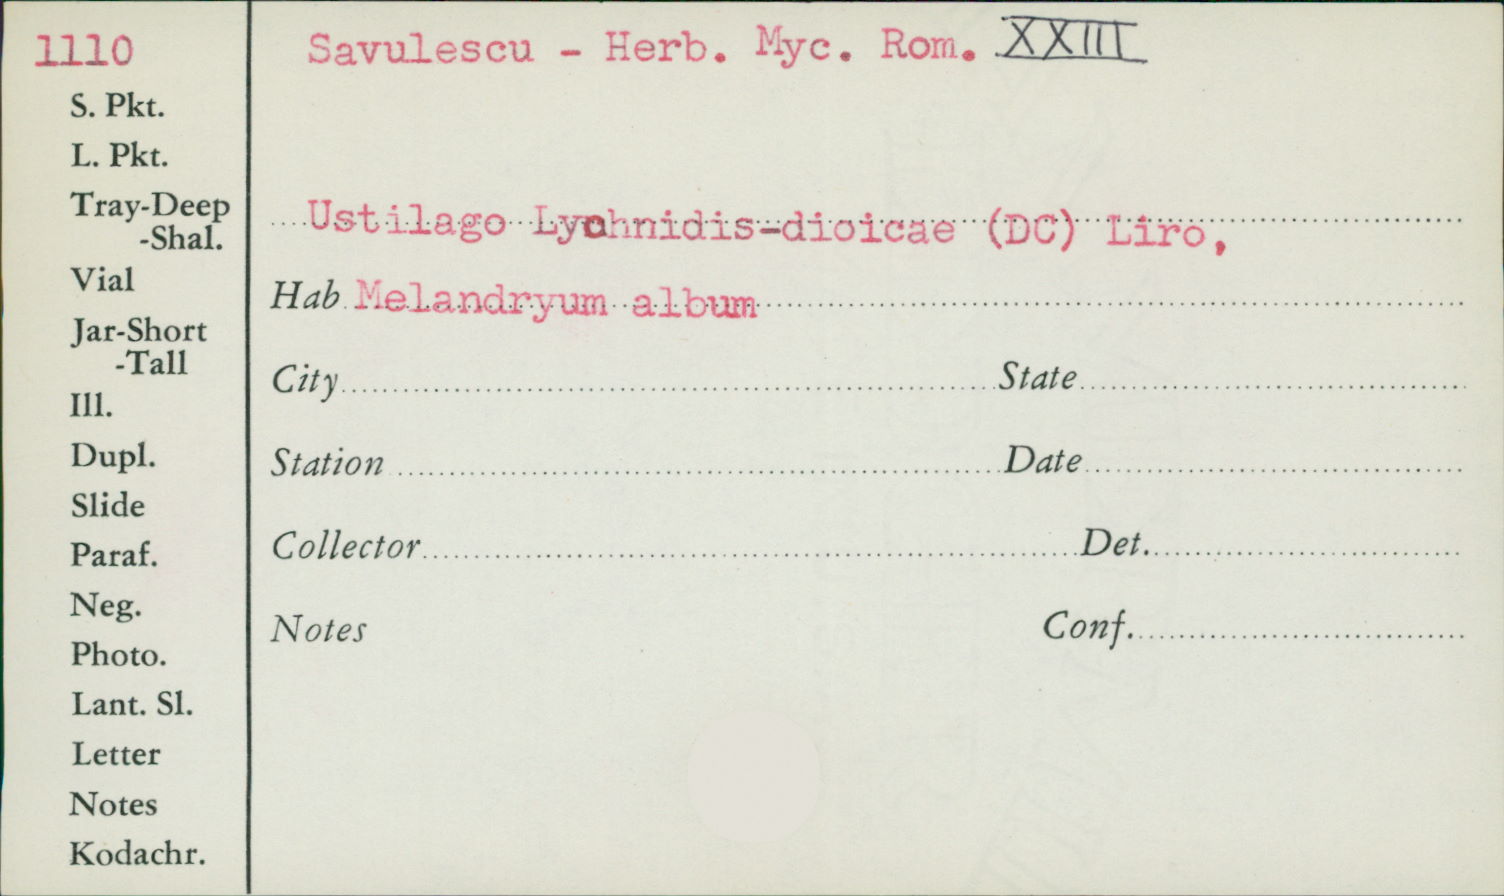 1110
Savulescu - Herb. Myc. Rom. XXIII
S. Pkt.
L. Pkt.
Tray-Deep
-Shal.
Vial
Jar-Short
-Tall
Ill.
Dupl.
Slide
Paraf.
Neg.
Photo.
Lant. Sl.
Letter
Notes
Kodachr.
Ustilago Lychnidis-dioicae (DC) Liro,
Hab Melandryum album
City State
Station Date
Collector Det.
Notes Conf.